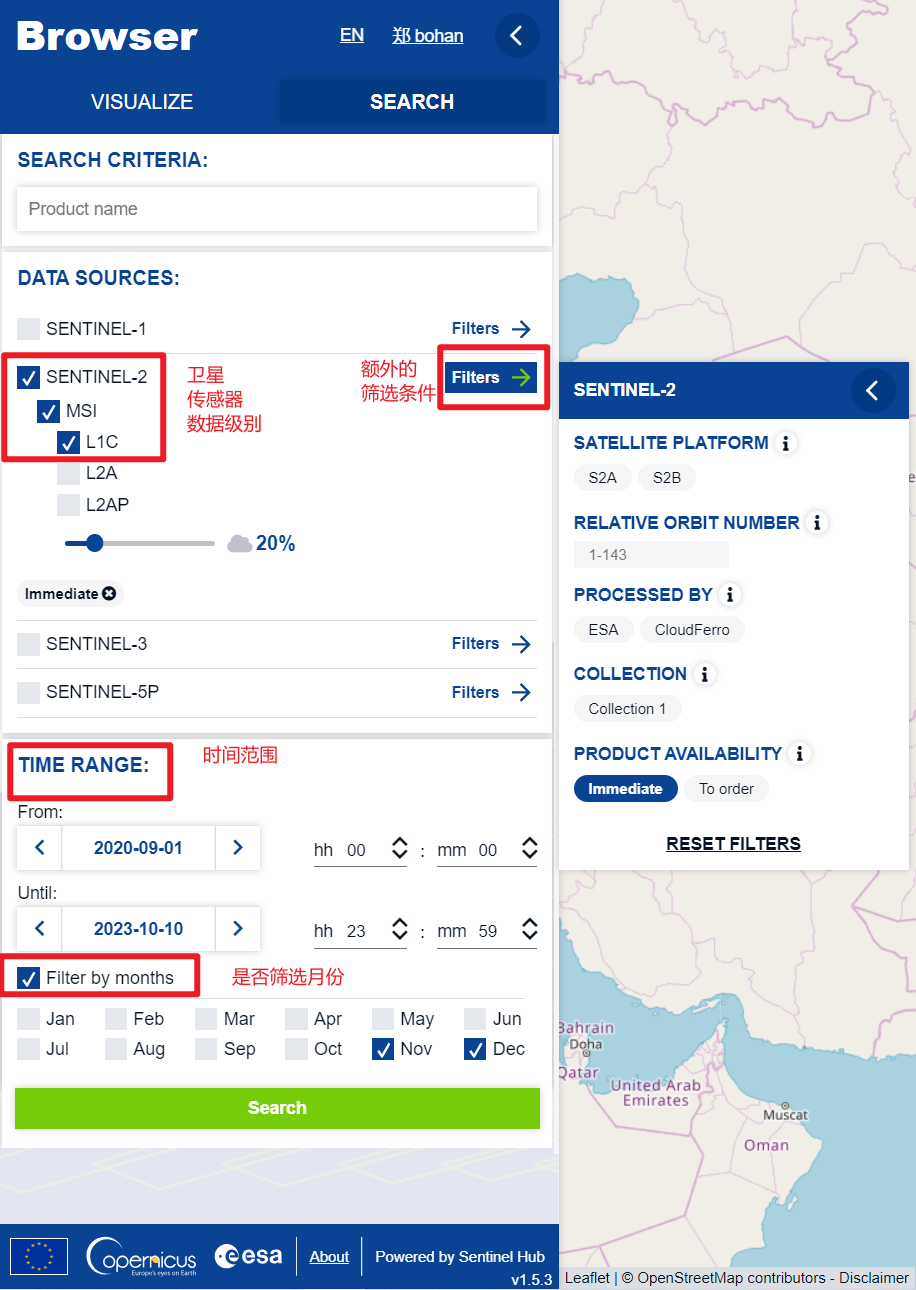 Browser
EN
郑 bohan
VISUALIZE
SEARCH
SEARCH CRITERIA:
Product name
DATA SOURCES:
SENTINEL-1
Filters
SENTINEL-2
Filters
MSI
L1C
L2A
L2AP
卫星
传感器
数据级别
额外的
筛选条件
20%
Immediate
SENTINEL-3
Filters
SENTINEL-5P
Filters
TIME RANGE:
时间范围
From:
2020-09-01
hh 00 : mm 00
Until:
2023-10-10
hh 23 : mm 59
Filter by months
是否筛选月份
Jan Feb Mar Apr May Jun
Jul Aug Sep Oct Nov Dec
Search
opernicus
Europe's eyes on Earth
esa
About
Powered by Sentinel Hub
v1.5.3
SENTINEL-2
SATELLITE PLATFORM
S2A S2B
RELATIVE ORBIT NUMBER
1-143
PROCESSED BY
ESA CloudFerro
COLLECTION
Collection 1
PRODUCT AVAILABILITY
Immediate To order
RESET FILTERS
Bahrain
Doha
Qatar
United Arab
Emirates
Muscat
Oman
Leaflet | © OpenStreetMap contributors - Disclaimer